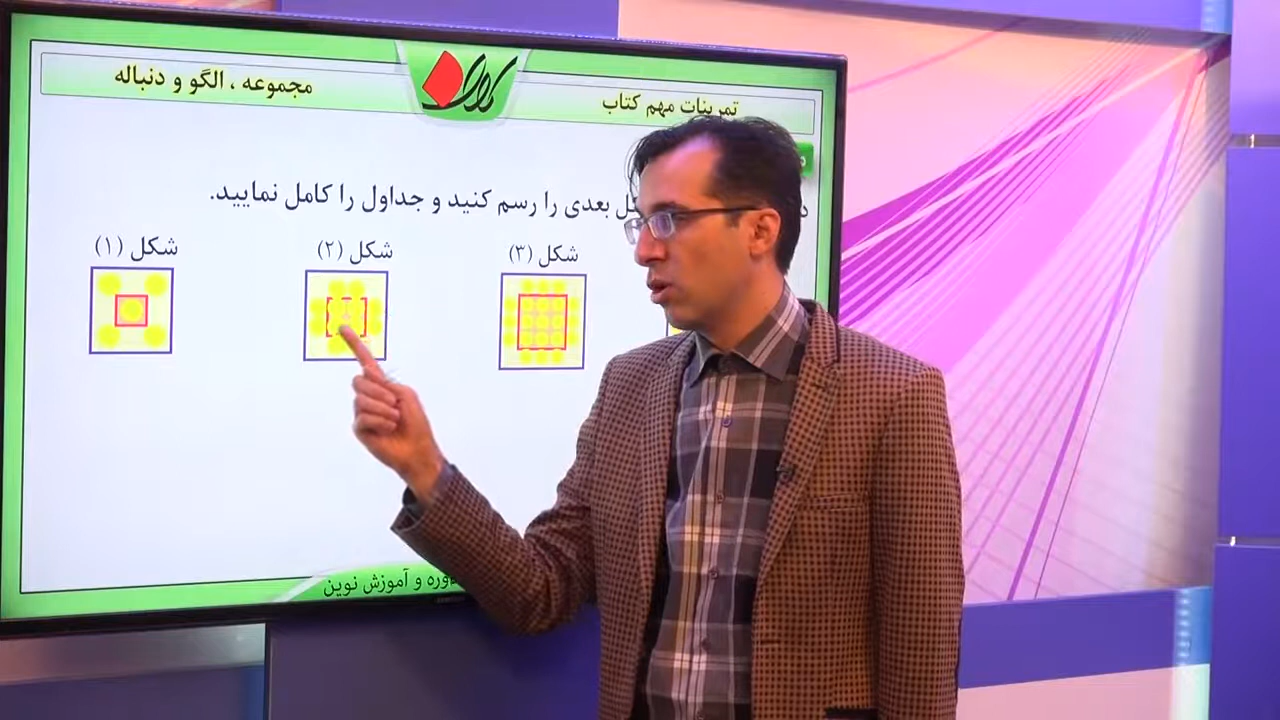 تمرینات مهم کتاب
مجموعه ، الگو و دنباله
بعدی را رسم کنید و جداول را کامل نمایید.
شکل (۱)
شکل (۲)
شکل (۳)
و آموزش نوین